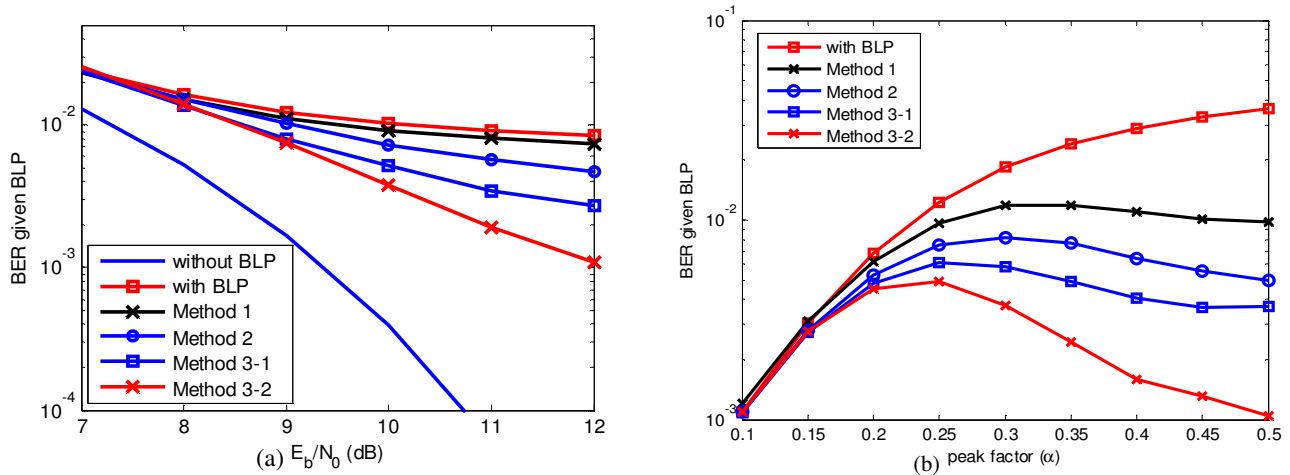 BER given BLP
10^-2
10^-3
10^-4
without BLP
with BLP
Method 1
Method 2
Method 3-1
Method 3-2
7 8 9 10 11 12
(a) E_b/N_0 (dB)
BER given BLP
10^-1
10^-2
10^-3
with BLP
Method 1
Method 2
Method 3-1
Method 3-2
0.1 0.15 0.2 0.25 0.3 0.35 0.4 0.45 0.5
(b) peak factor (α)